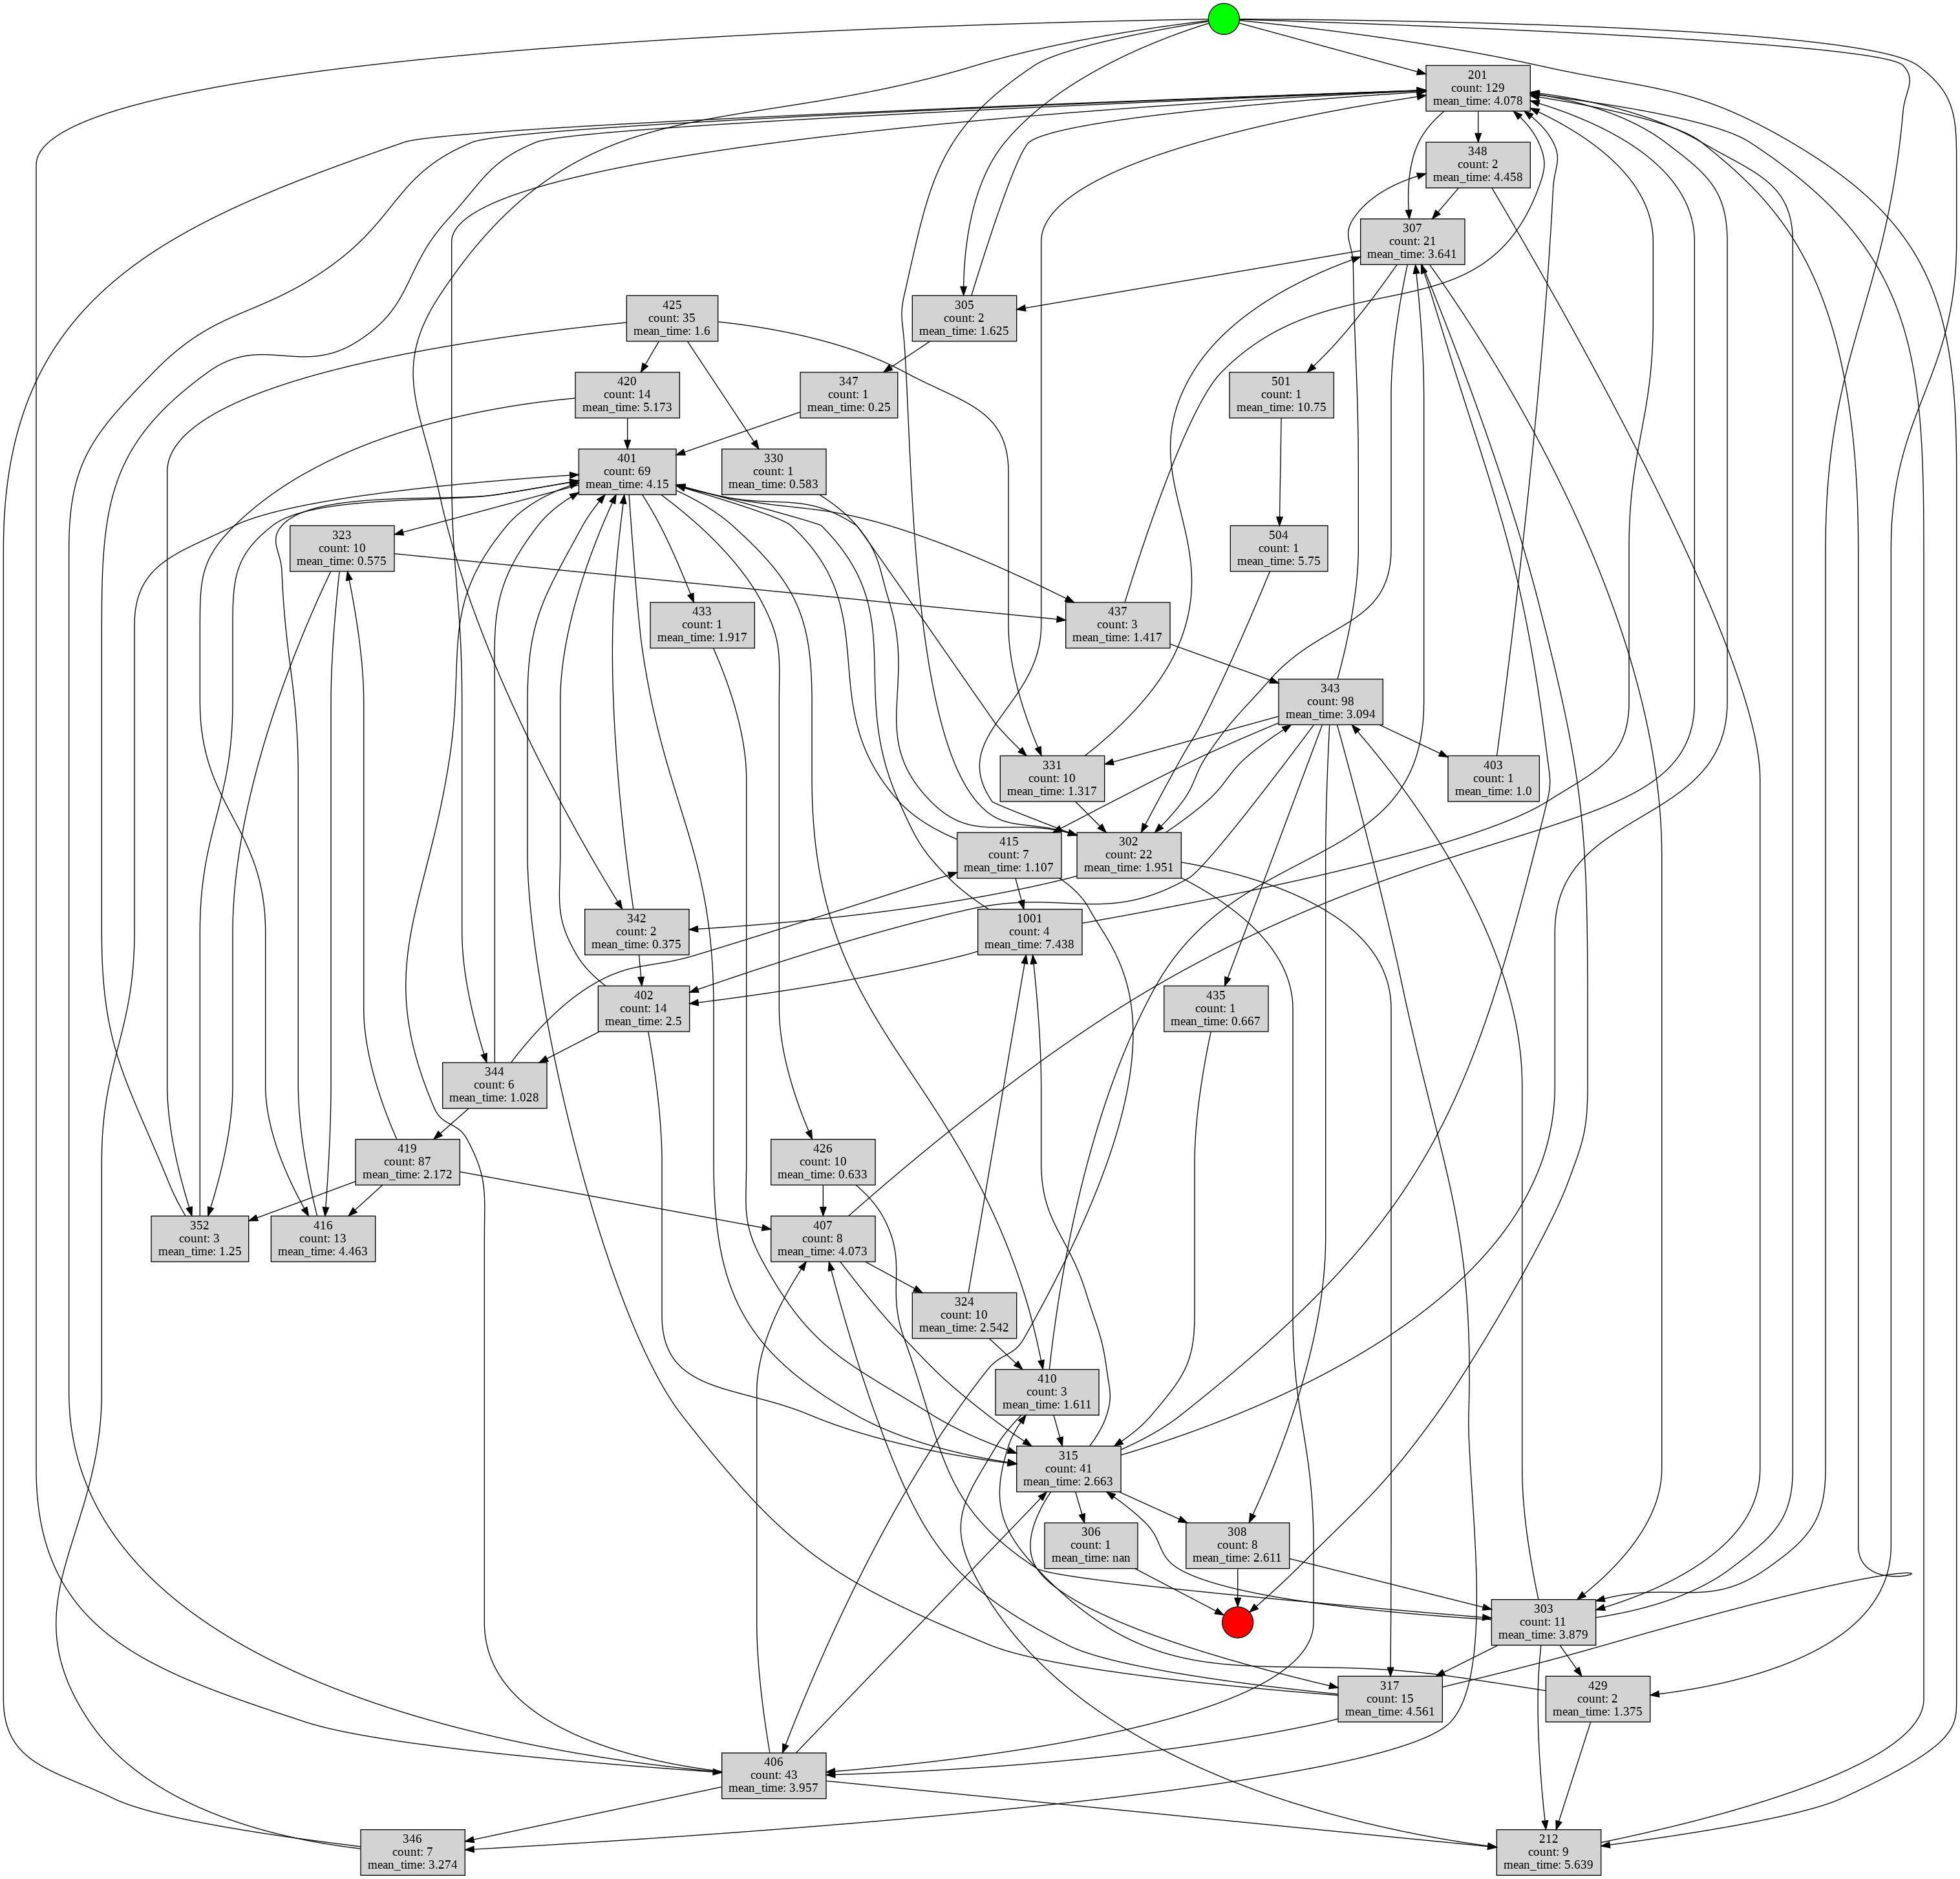 201
count: 129
mean_time: 4.078
348
count: 2
mean_time: 4.458
307
count: 21
mean_time: 3.641
425
count: 35
mean_time: 1.6
305
count: 2
mean_time: 1.625
420
count: 14
mean_time: 5.173
347
count: 1
mean_time: 0.25
501
count: 1
mean_time: 10.75
401
count: 69
mean_time: 4.15
330
count: 1
mean_time: 0.583
323
count: 10
mean_time: 0.575
504
count: 1
mean_time: 5.75
433
count: 1
mean_time: 1.917
437
count: 3
mean_time: 1.417
343
count: 98
mean_time: 3.094
331
count: 10
mean_time: 1.317
403
count: 1
mean_time: 1.0
415
count: 7
mean_time: 1.107
302
count: 22
mean_time: 1.951
342
count: 2
mean_time: 0.375
1001
count: 4
mean_time: 7.438
402
count: 14
mean_time: 2.5
435
count: 1
mean_time: 0.667
344
count: 6
mean_time: 1.028
419
count: 87
mean_time: 2.172
426
count: 10
mean_time: 0.633
352
count: 3
mean_time: 1.25
416
count: 13
mean_time: 4.463
407
count: 8
mean_time: 4.073
324
count: 10
mean_time: 2.542
410
count: 3
mean_time: 1.611
315
count: 41
mean_time: 2.663
306
count: 1
mean_time: nan
308
count: 8
mean_time: 2.611
303
count: 11
mean_time: 3.879
317
count: 15
mean_time: 4.561
429
count: 2
mean_time: 1.375
406
count: 43
mean_time: 3.957
346
count: 7
mean_time: 3.274
212
count: 9
mean_time: 5.639